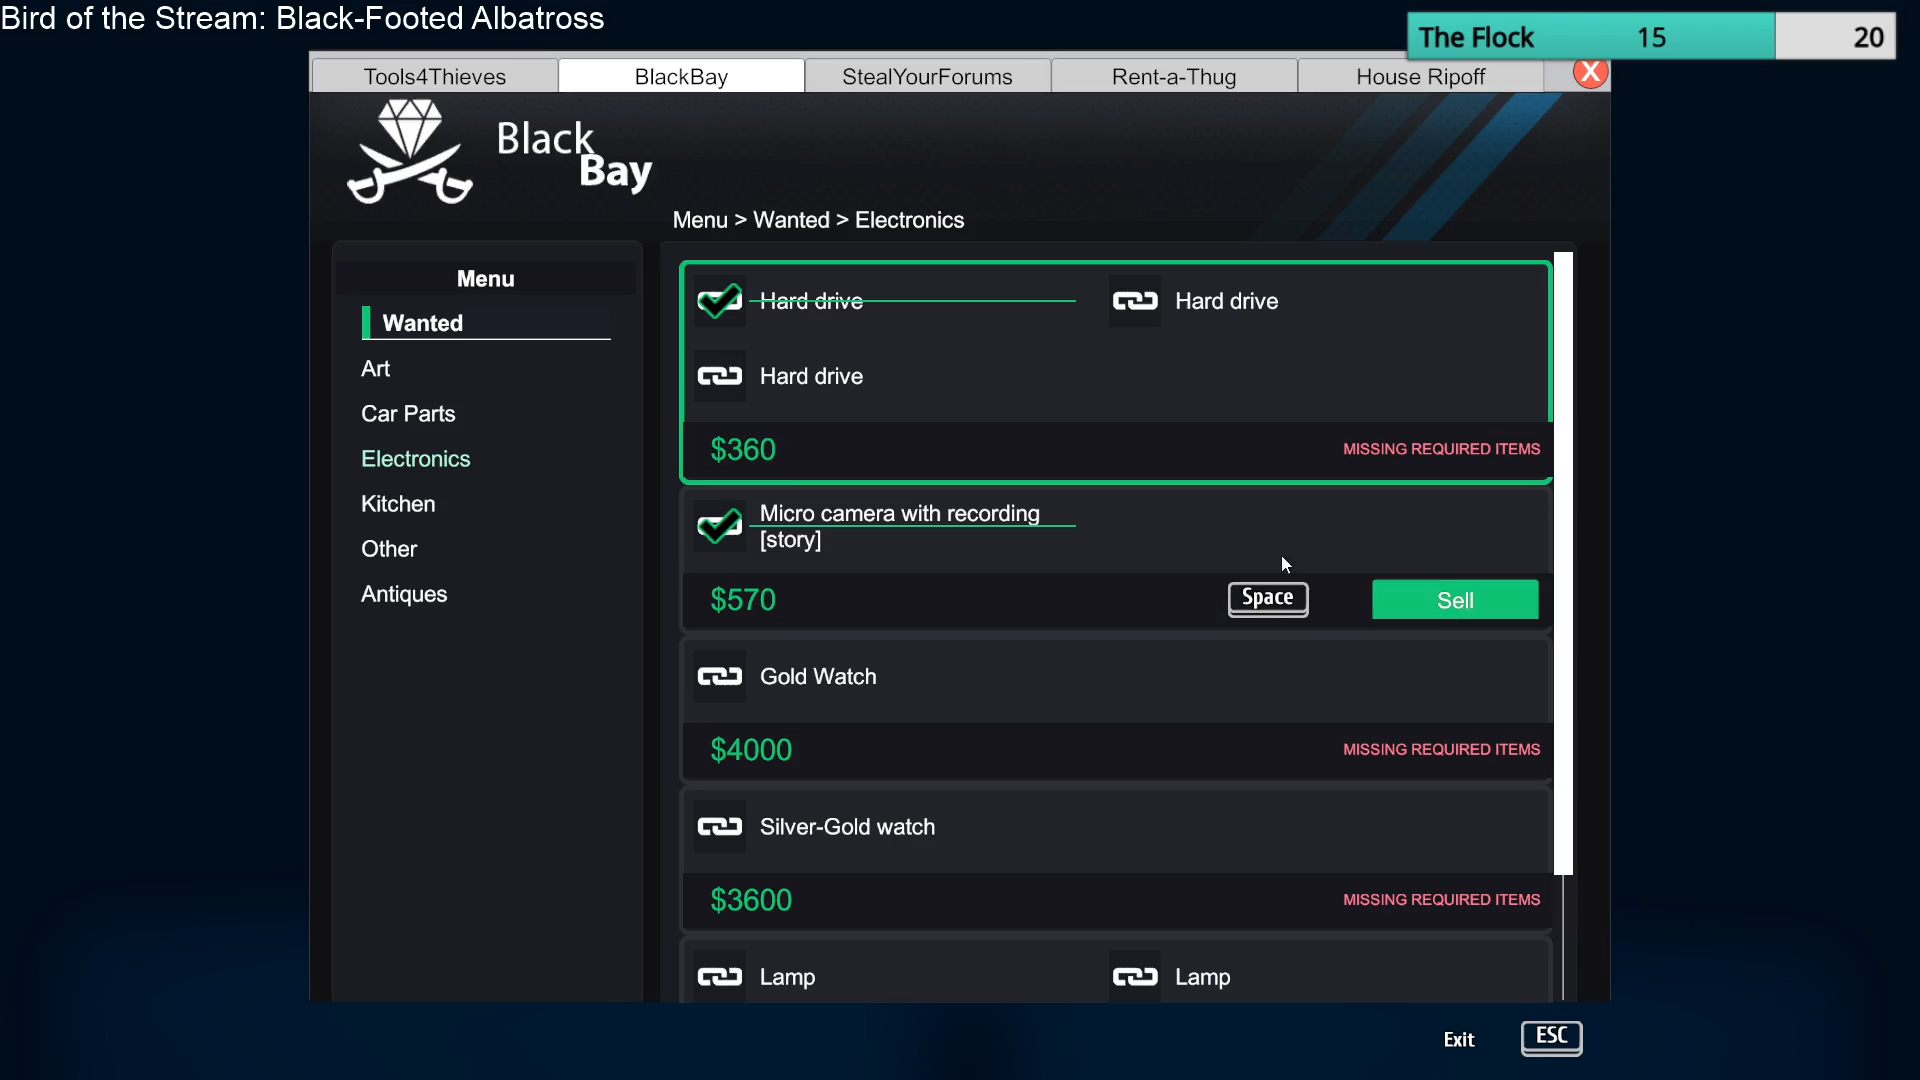 Bird of the Stream: Black-Footed Albatross
The Flock 15 20
Tools4Thieves BlackBay StealYourForums Rent-a-Thug House Ripoff X
Black
Bay
Menu > Wanted > Electronics
Menu
Wanted
Art
Car Parts
Electronics
Kitchen
Other
Antiques
Hard drive Hard drive
Hard drive
$360 MISSING REQUIRED ITEMS
Micro camera with recording
[story]
$570 Space Sell
Gold Watch
$4000 MISSING REQUIRED ITEMS
Silver-Gold watch
$3600 MISSING REQUIRED ITEMS
Lamp Lamp
Exit ESC